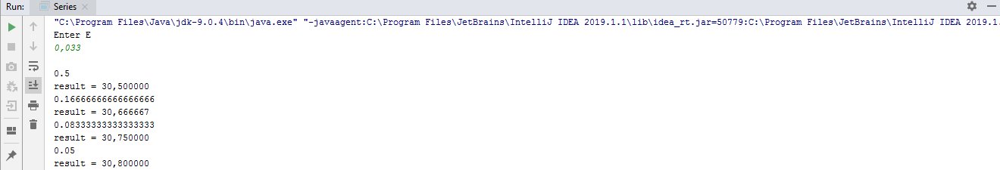 Run: Series
"C:\Program Files\Java\jdk-9.0.4\bin\java.exe" "-javaagent:C:\Program Files\JetBrains\IntelliJ IDEA 2019.1.1\lib\idea_rt.jar=50779:C:\Program Files\JetBrains\IntelliJ IDEA 2019.1.
Enter E
0,033
0.5
result = 30,500000
0.16666666666666666
result = 30,666667
0.08333333333333333
result = 30,750000
0.05
result = 30,800000